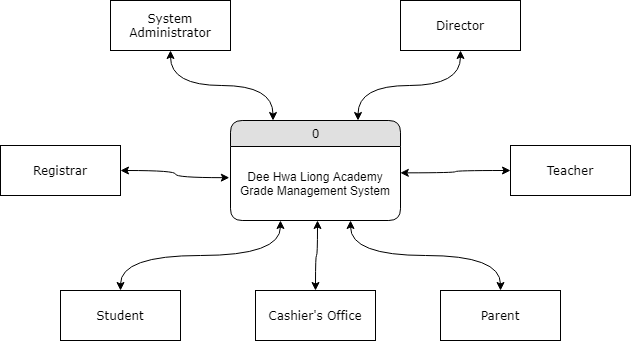 System
Administrator
Director
0
Dee Hwa Liong Academy
Grade Management System
Registrar
Teacher
Student
Cashier's Office
Parent